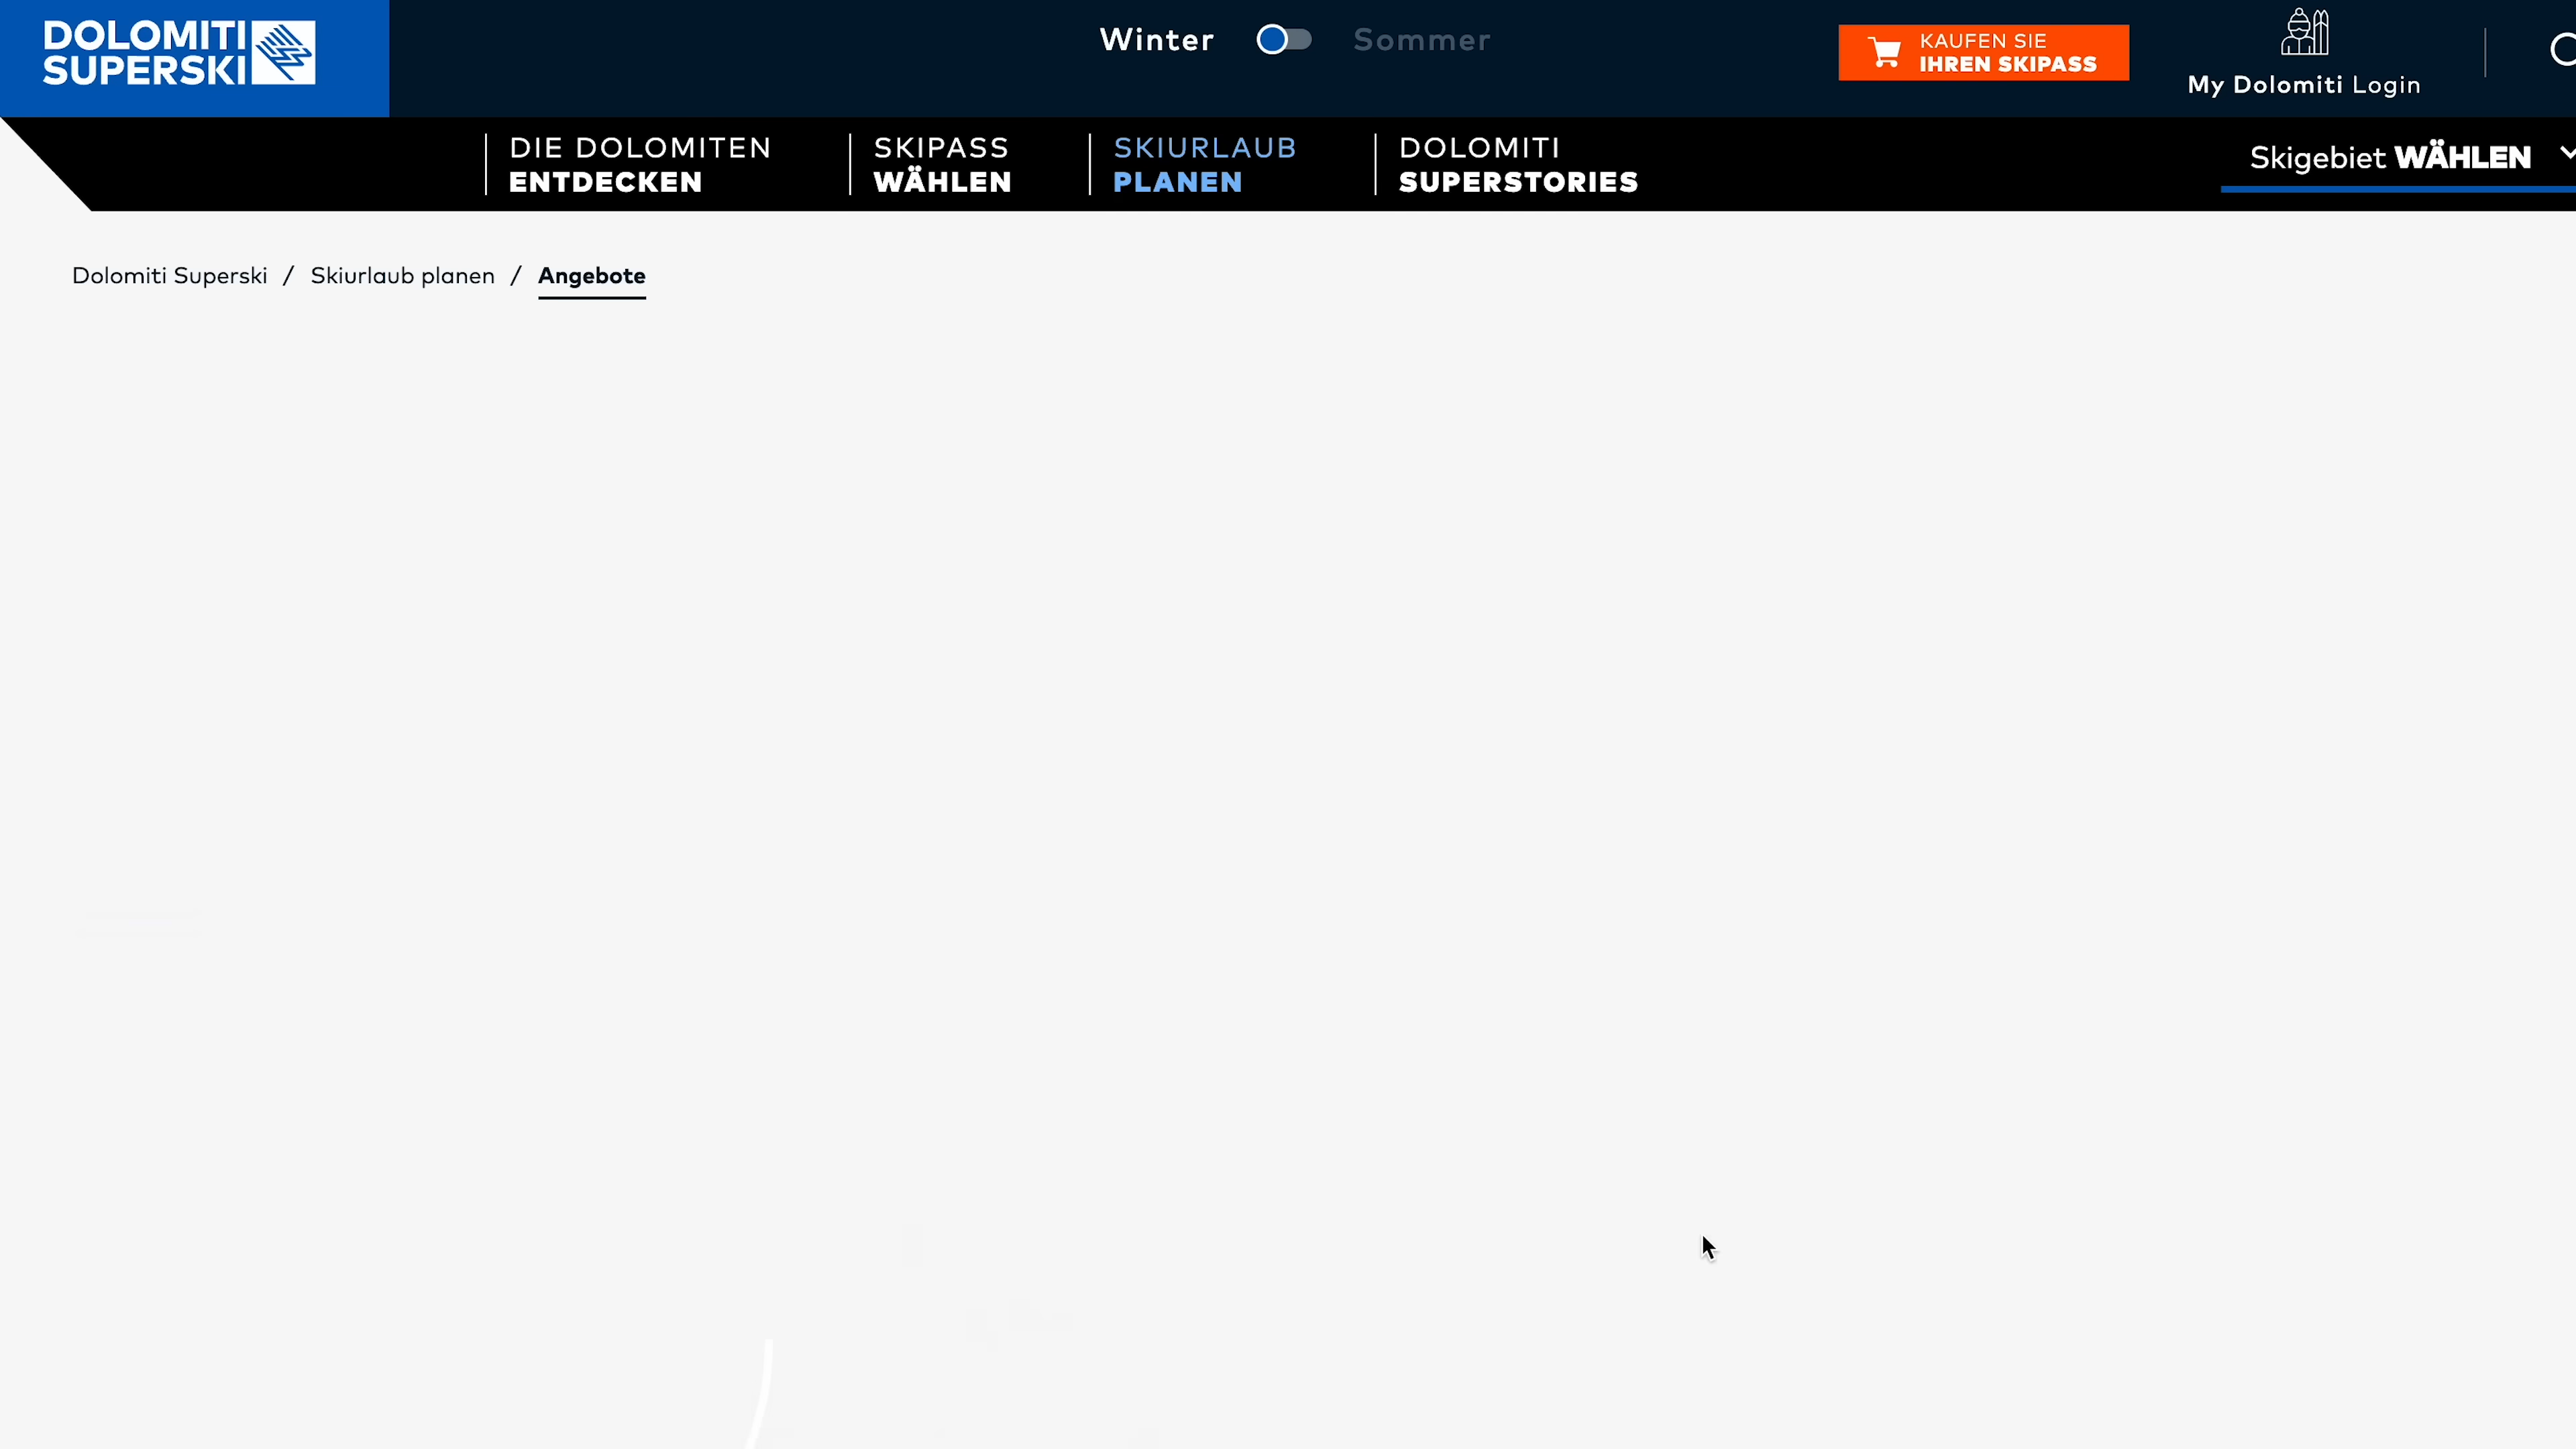 DOLOMITI
SUPERSKI
Winter
Sommer
KAUFEN SIE
IHREN SKIPASS
My Dolomiti Login
DIE DOLOMITEN
ENTDECKEN
SKIPASS
WÄHLEN
SKIURLAUB
PLANEN
DOLOMITI
SUPERSTORIES
Skigebiet WÄHLEN
Dolomiti Superski / Skiurlaub planen / Angebote